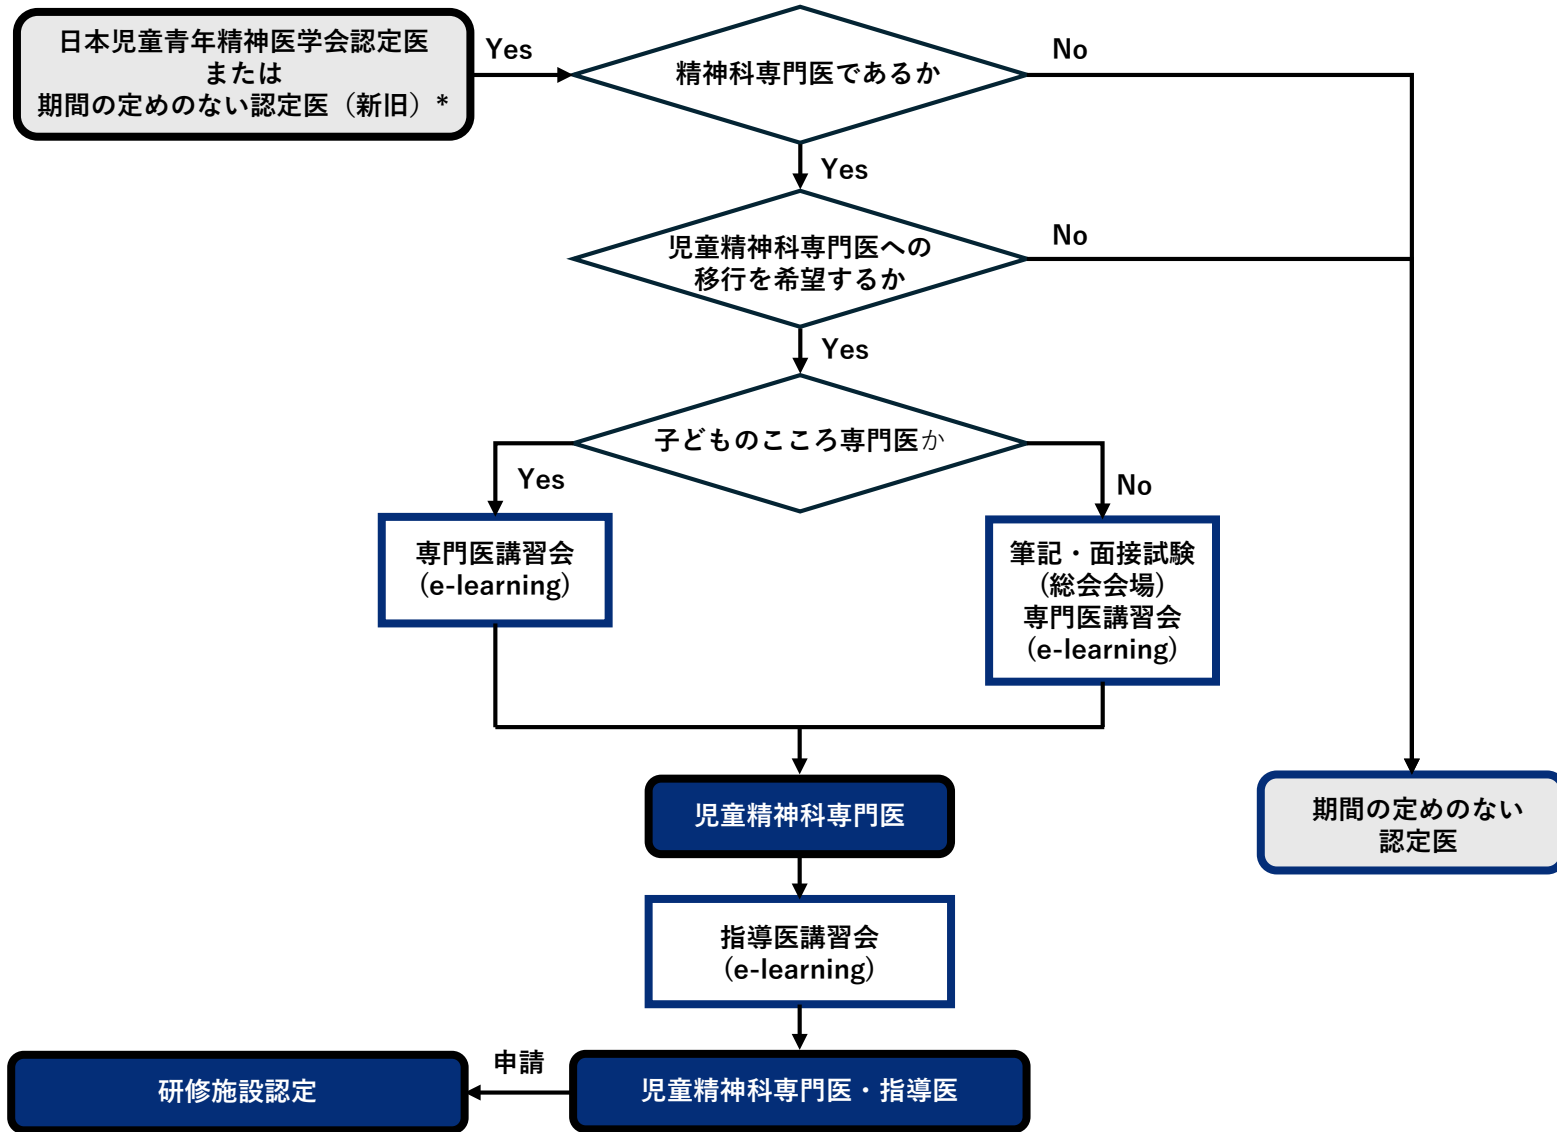 日本児童青年精神医学会認定医
または
期間の定めのない認定医（新旧）*
Yes
精神科専門医であるか
No
Yes
児童精神科専門医への
移行を希望するか
No
Yes
子どものこころ専門医か
Yes
No
専門医講習会
(e-learning)
筆記・面接試験
(総会会場)
専門医講習会
(e-learning)
児童精神科専門医
期間の定めのない
認定医
指導医講習会
(e-learning)
児童精神科専門医・指導医
申請
研修施設認定